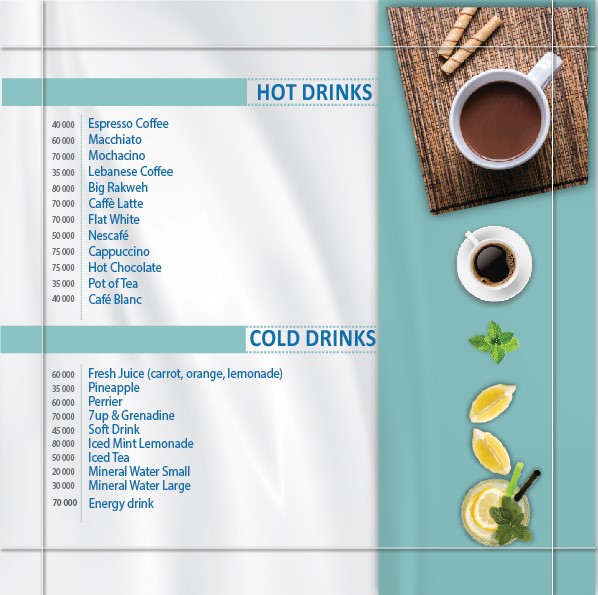 HOT DRINKS
40 000 Espresso Coffee
60 000 Macchiato
70 000 Mochacino
35 000 Lebanese Coffee
80 000 Big Rakweh
70 000 Caffè Latte
70 000 Flat White
50 000 Nescafé
75 000 Cappuccino
75 000 Hot Chocolate
35 000 Pot of Tea
40 000 Café Blanc
COLD DRINKS
60 000 Fresh Juice (carrot, orange, lemonade)
35 000 Pineapple
60 000 Perrier
70 000 7up & Grenadine
45 000 Soft Drink
80 000 Iced Mint Lemonade
50 000 Iced Tea
20 000 Mineral Water Small
30 000 Mineral Water Large
70 000 Energy drink